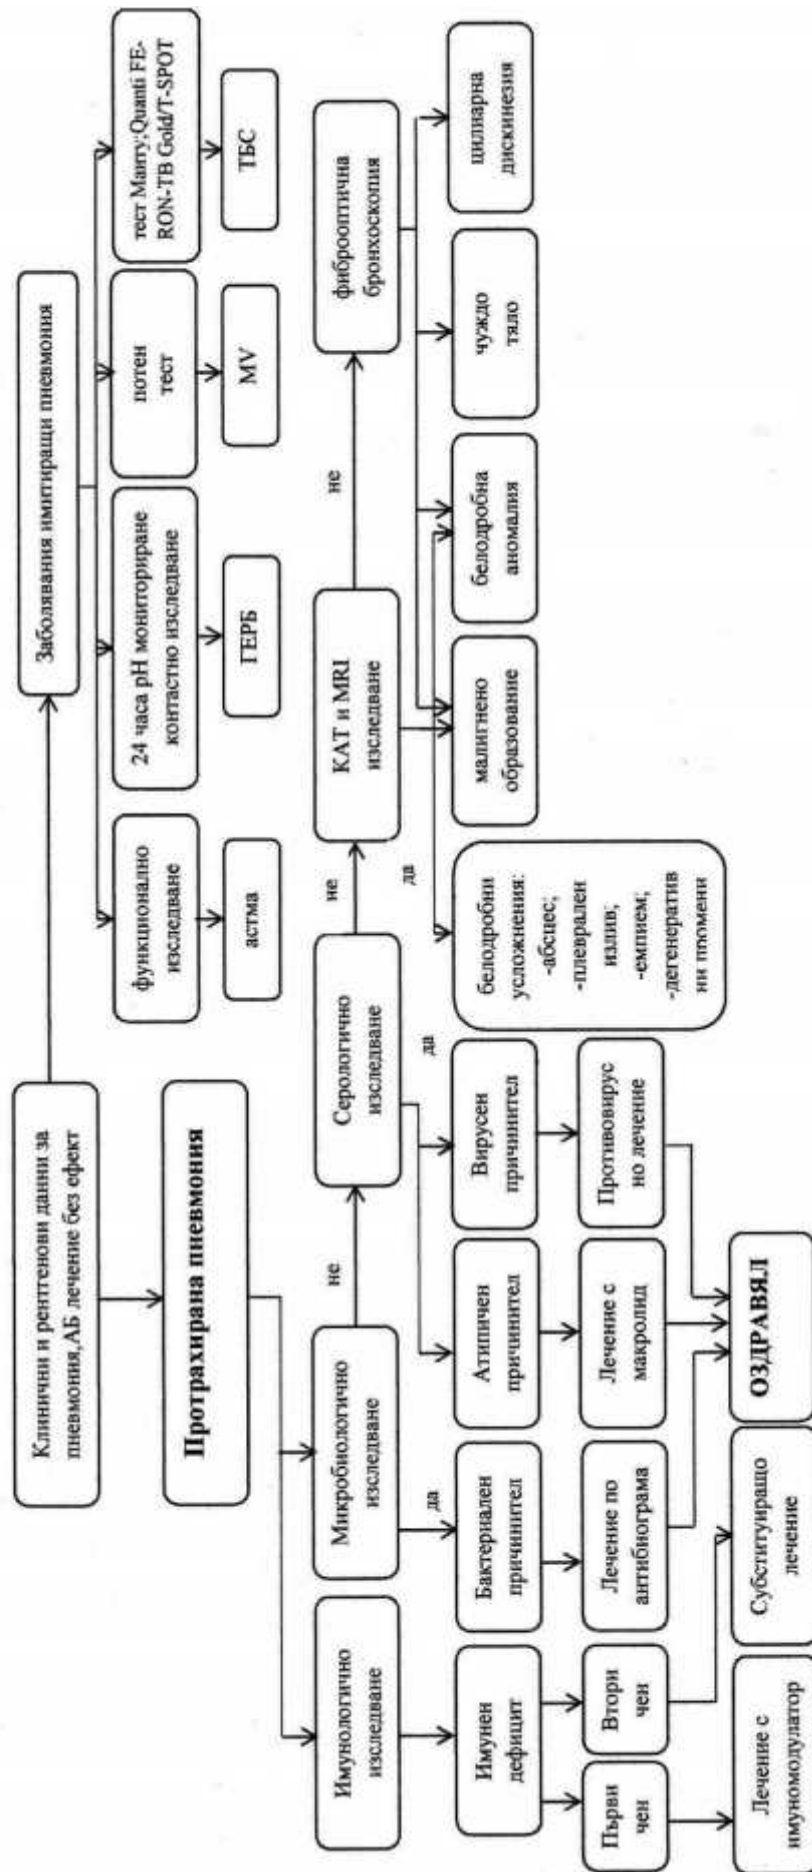 Клинични и рентгенови данни за
пневмония,АБ лечение без ефект
Заболявания имитиращи пневмония
Протрахирана пневмония
функционално
изследване
24 часа pH мониториране
контастно изследване
потен
тест
тест Манту;Quanti FE-
RON-TB Gold/T-SPOT
астма
ГЕРБ
MV
ТБС
Имунологично
изследване
Микробиологично
изследване
не
Серологично
изследване
не
КАТ и MRI
изследване
не
фиброоптична
бронхоскопия
да
да
да
Имунен
дефицит
Бактериален
причинител
Атипичен
причинител
Вирусен
причинител
белодробни
усложнения:
-абсцес;
-плеврален
излив;
-емпием;
-дегенератив
ни промени
малигнено
образование
белодробна
аномалия
чуждо
тяло
цилиарна
дискинезия
Първи
чен
Втори
чен
Лечение по
антибиограма
Лечение с
макролид
Противовирус
но лечение
Лечение с
имуномодулатор
Субституиращо
лечение
ОЗДРАВЯЛ